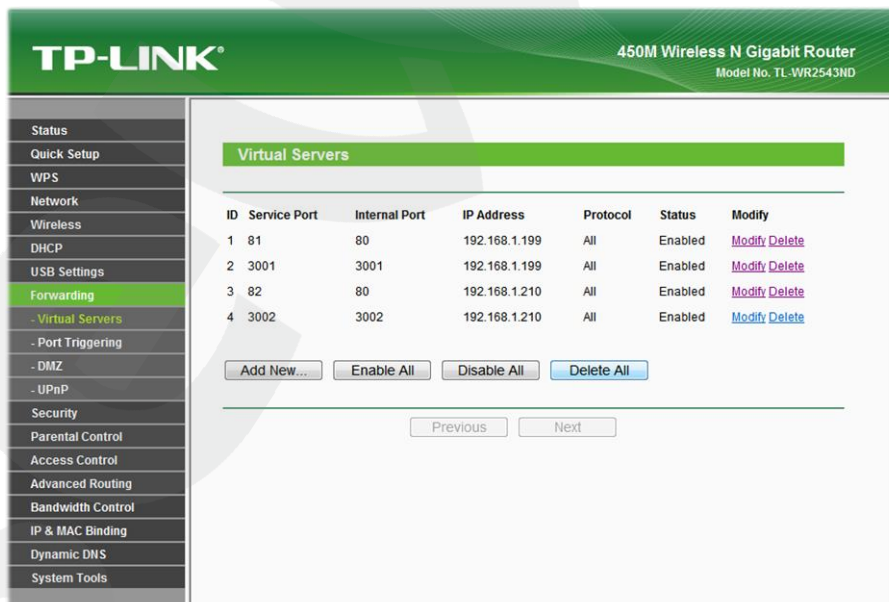 TP-LINK®
450M Wireless N Gigabit Router
Model No. TL-WR2543ND
Status
Quick Setup
WPS
Network
Wireless
DHCP
USB Settings
Forwarding
- Virtual Servers
- Port Triggering
- DMZ
- UPnP
Security
Parental Control
Access Control
Advanced Routing
Bandwidth Control
IP & MAC Binding
Dynamic DNS
System Tools
Virtual Servers
ID Service Port Internal Port IP Address Protocol Status Modify
1 81 80 192.168.1.199 All Enabled Modify Delete
2 3001 3001 192.168.1.199 All Enabled Modify Delete
3 82 80 192.168.1.210 All Enabled Modify Delete
4 3002 3002 192.168.1.210 All Enabled Modify Delete
Add New... Enable All Disable All Delete All
Previous Next